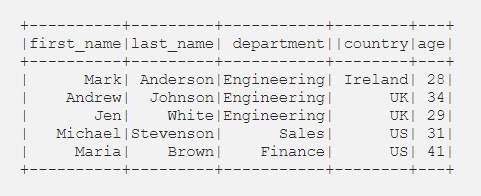 +----------+----------+-----------+--------+---+
|first_name|last_name| department||country|age|
+----------+----------+-----------+--------+---+
| Mark| Anderson|Engineering| Ireland| 28|
| Andrew| Johnson|Engineering| UK| 34|
| Jen| White|Engineering| UK| 29|
| Michael|Stevenson| Sales| US| 31|
| Maria| Brown| Finance| US| 41|
+----------+----------+-----------+--------+---+